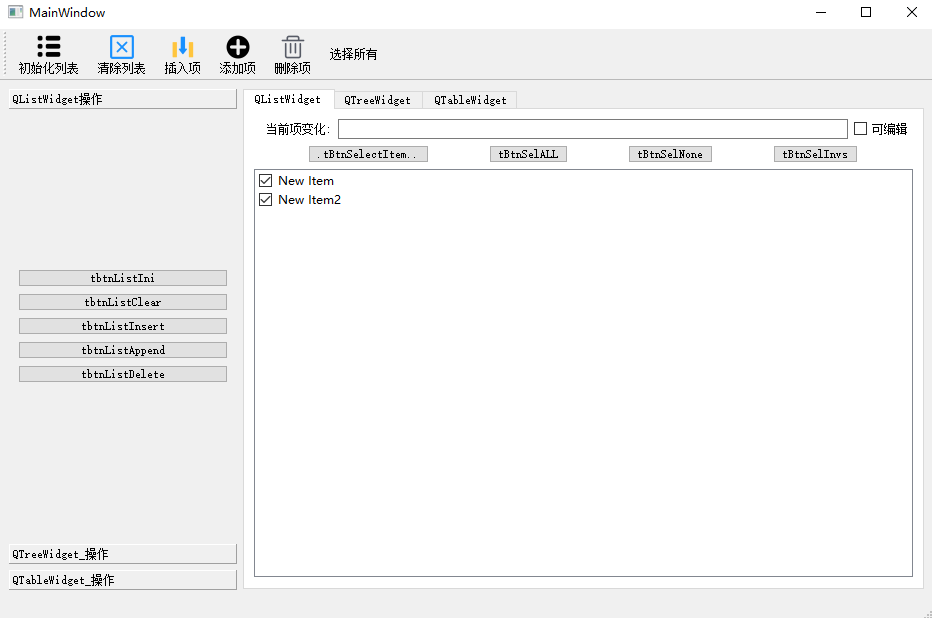 MainWindow
初始化列表 清除列表 插入项 添加项 删除项 选择所有
QListWidget操作
QListWidget QTreeWidget QTableWidget
当前项变化: 可编辑
.tBtnSelectItem.. tBtnSelALL tBtnSelNone tBtnSelInvs
New Item
New Item2
tbtnListIni
tbtnListClear
tbtnListInsert
tbtnListAppend
tbtnListDelete
QTreeWidget_操作
QTableWidget_操作